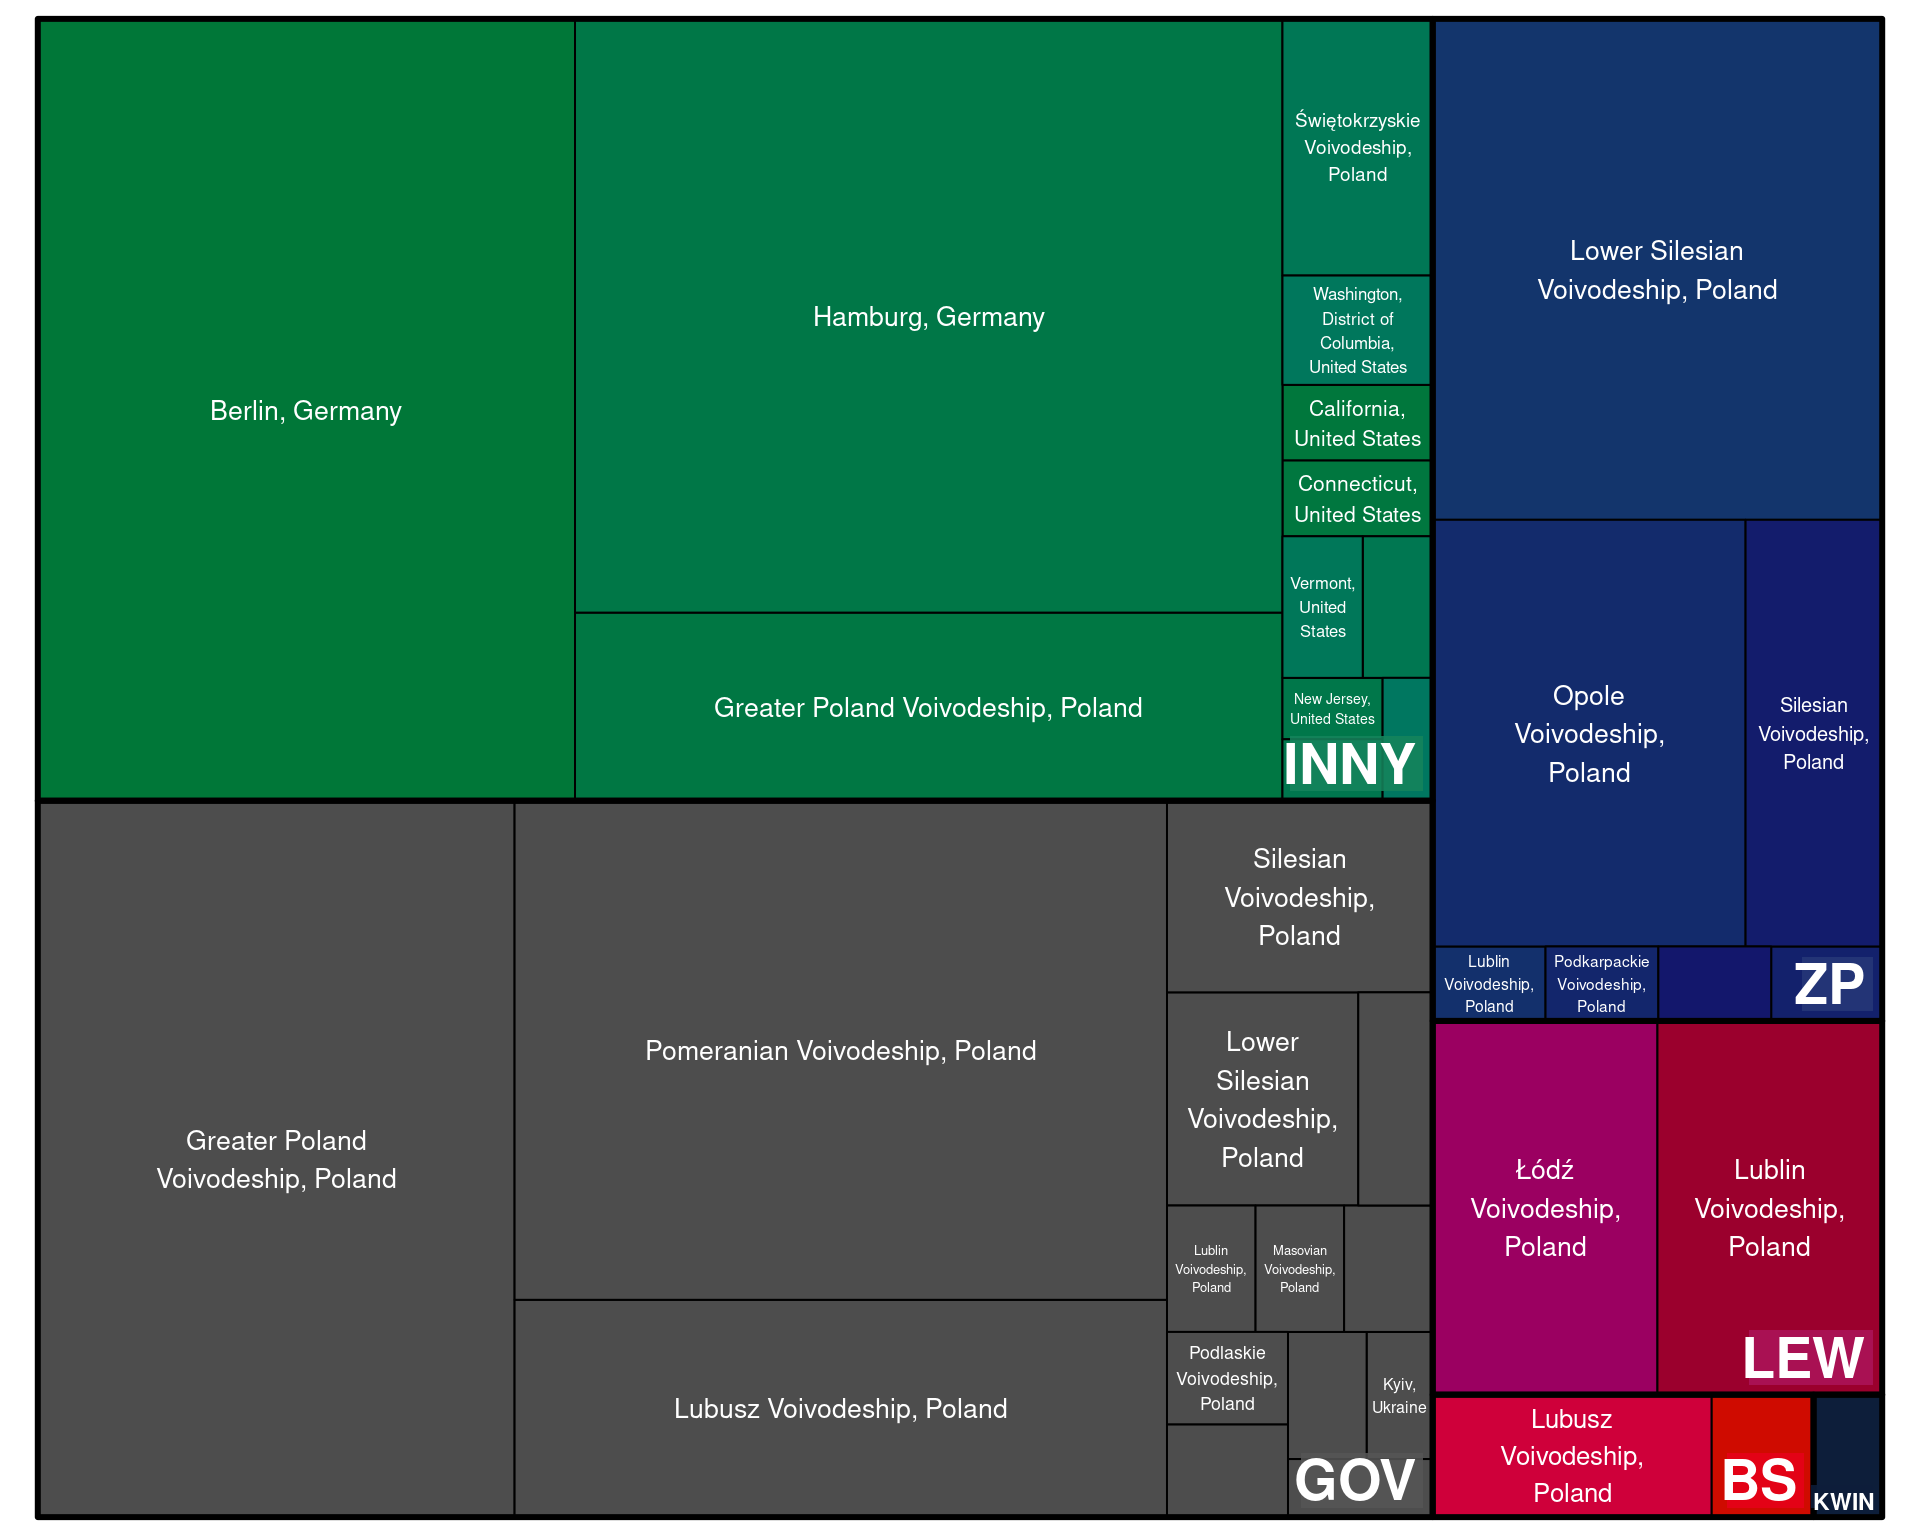 Berlin, Germany
Hamburg, Germany
Greater Poland Voivodeship, Poland
Świętokrzyskie
Voivodeship,
Poland
Washington,
District of
Columbia,
United States
California,
United States
Connecticut,
United States
Vermont,
United
States
New Jersey,
United States
INNY
Greater Poland
Voivodeship, Poland
Pomeranian Voivodeship, Poland
Lubusz Voivodeship, Poland
Silesian
Voivodeship,
Poland
Lower
Silesian
Voivodeship,
Poland
Lublin
Voivodeship,
Poland
Masovian
Voivodeship,
Poland
Podlaskie
Voivodeship,
Poland
Kyiv,
Ukraine
GOV
Lower Silesian
Voivodeship, Poland
Opole
Voivodeship,
Poland
Silesian
Voivodeship,
Poland
Lublin
Voivodeship,
Poland
Podkarpackie
Voivodeship,
Poland
ZP
Łódź
Voivodeship,
Poland
Lublin
Voivodeship,
Poland
LEW
Lubusz
Voivodeship,
Poland
BS
KWIN